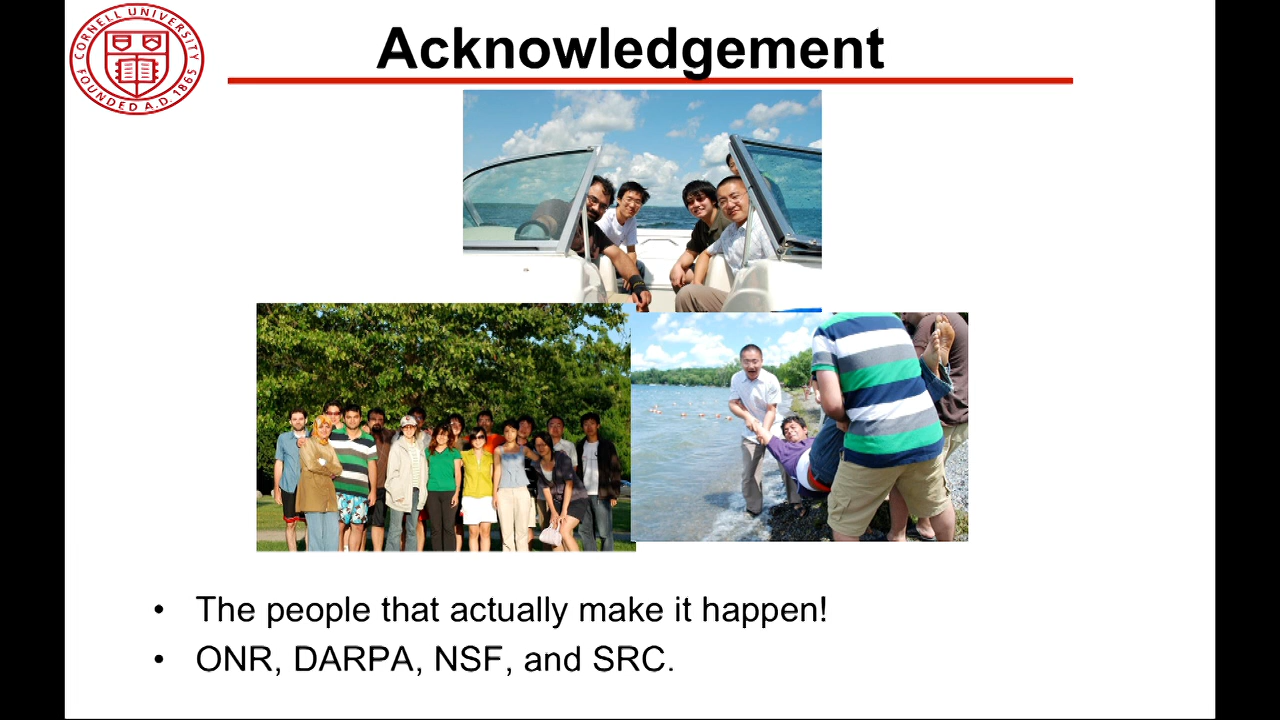 CORNELL UNIVERSITY
FOUNDED A.D. 1865
Acknowledgement
• The people that actually make it happen!
• ONR, DARPA, NSF, and SRC.